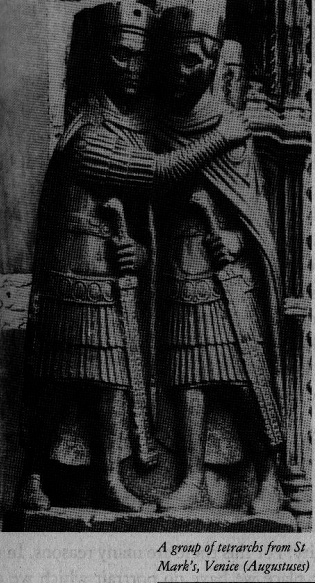 A group of tetrarchs from St
Mark's, Venice (Augustuses)